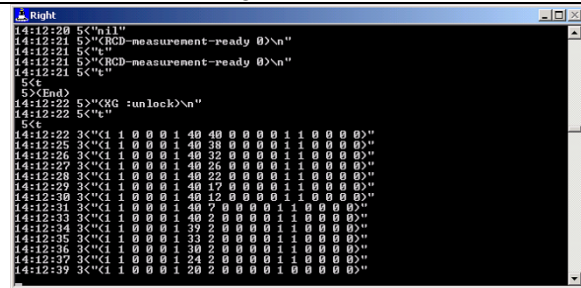 Right
14:12:20 5<"nil"
14:12:21 5>"(RCD-measurement-ready 0)\n"
14:12:21 5<"t"
14:12:21 5>"(RCD-measurement-ready 0)\n"
14:12:21 5<"t"
5<t
5>(End)
14:12:22 5>"(XG :unlock)\n"
14:12:22 5<"t"
5<t
14:12:22 3<"(1 1 0 0 0 1 40 40 0 0 0 0 1 1 0 0 0 0)"
14:12:25 3<"(1 1 0 0 0 1 40 38 0 0 0 0 1 1 0 0 0 0)"
14:12:26 3<"(1 1 0 0 0 1 40 32 0 0 0 0 1 1 0 0 0 0)"
14:12:27 3<"(1 1 0 0 0 1 40 26 0 0 0 0 1 1 0 0 0 0)"
14:12:28 3<"(1 1 0 0 0 1 40 22 0 0 0 0 1 1 0 0 0 0)"
14:12:29 3<"(1 1 0 0 0 1 40 17 0 0 0 0 1 1 0 0 0 0)"
14:12:30 3<"(1 1 0 0 0 1 40 12 0 0 0 0 1 1 0 0 0 0)"
14:12:31 3<"(1 1 0 0 0 1 40 7 0 0 0 0 1 1 0 0 0 0)"
14:12:33 3<"(1 1 0 0 0 1 40 2 0 0 0 0 1 1 0 0 0 0)"
14:12:34 3<"(1 1 0 0 0 1 39 2 0 0 0 0 1 1 0 0 0 0)"
14:12:35 3<"(1 1 0 0 0 1 33 2 0 0 0 0 1 1 0 0 0 0)"
14:12:36 3<"(1 1 0 0 0 1 30 2 0 0 0 0 1 1 0 0 0 0)"
14:12:37 3<"(1 1 0 0 0 1 24 2 0 0 0 0 1 1 0 0 0 0)"
14:12:39 3<"(1 1 0 0 0 1 20 2 0 0 0 0 1 0 0 0 0 0)"